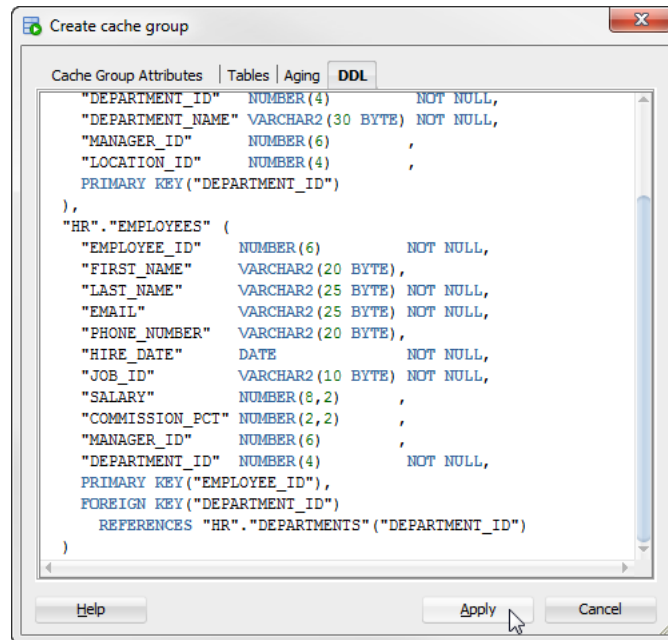 Create cache group
Cache Group Attributes Tables Aging DDL
"DEPARTMENT_ID" NUMBER(4) NOT NULL,
"DEPARTMENT_NAME" VARCHAR2(30 BYTE) NOT NULL,
"MANAGER_ID" NUMBER(6) ,
"LOCATION_ID" NUMBER(4) ,
PRIMARY KEY("DEPARTMENT_ID")
),
"HR"."EMPLOYEES" (
"EMPLOYEE_ID" NUMBER(6) NOT NULL,
"FIRST_NAME" VARCHAR2(20 BYTE),
"LAST_NAME" VARCHAR2(25 BYTE) NOT NULL,
"EMAIL" VARCHAR2(25 BYTE) NOT NULL,
"PHONE_NUMBER" VARCHAR2(20 BYTE),
"HIRE_DATE" DATE NOT NULL,
"JOB_ID" VARCHAR2(10 BYTE) NOT NULL,
"SALARY" NUMBER(8,2) ,
"COMMISSION_PCT" NUMBER(2,2) ,
"MANAGER_ID" NUMBER(6) ,
"DEPARTMENT_ID" NUMBER(4) NOT NULL,
PRIMARY KEY("EMPLOYEE_ID"),
FOREIGN KEY("DEPARTMENT_ID")
REFERENCES "HR"."DEPARTMENTS"("DEPARTMENT_ID")
)
Help Apply Cancel